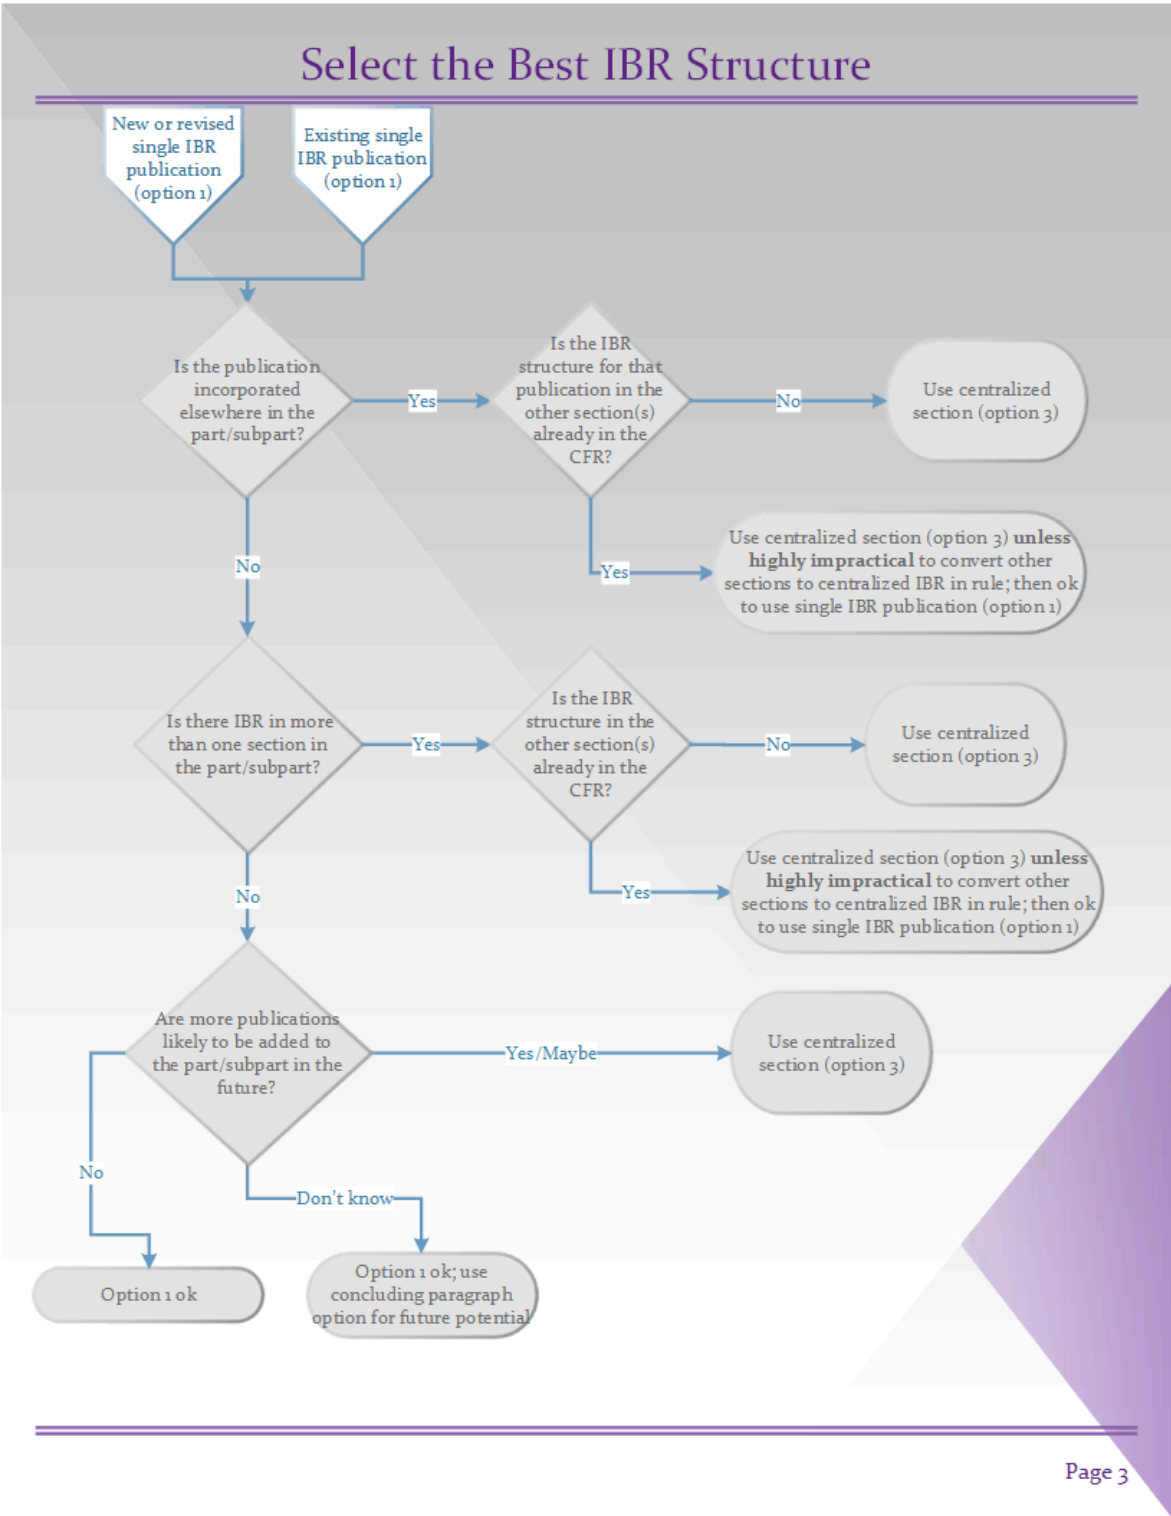 Select the Best IBR Structure
New or revised
single IBR
publication
(option 1)
Existing single
IBR publication
(option 1)
Is the publication
incorporated
elsewhere in the
part/subpart?
Yes
Is the IBR
structure for that
publication in the
other section(s)
already in the
CFR?
No
Use centralized
section (option 3)
No
Yes
Use centralized section (option 3) unless
highly impractical to convert other
sections to centralized IBR in rule; then ok
to use single IBR publication (option 1)
Is there IBR in more
than one section in
the part/subpart?
Yes
Is the IBR
structure in the
other section(s)
already in the
CFR?
No
Use centralized
section (option 3)
No
Yes
Use centralized section (option 3) unless
highly impractical to convert other
sections to centralized IBR in rule; then ok
to use single IBR publication (option 1)
Are more publications
likely to be added to
the part/subpart in the
future?
Yes/Maybe
Use centralized
section (option 3)
No
Don't know
Option 1 ok
Option 1 ok; use
concluding paragraph
option for future potential
Page 3